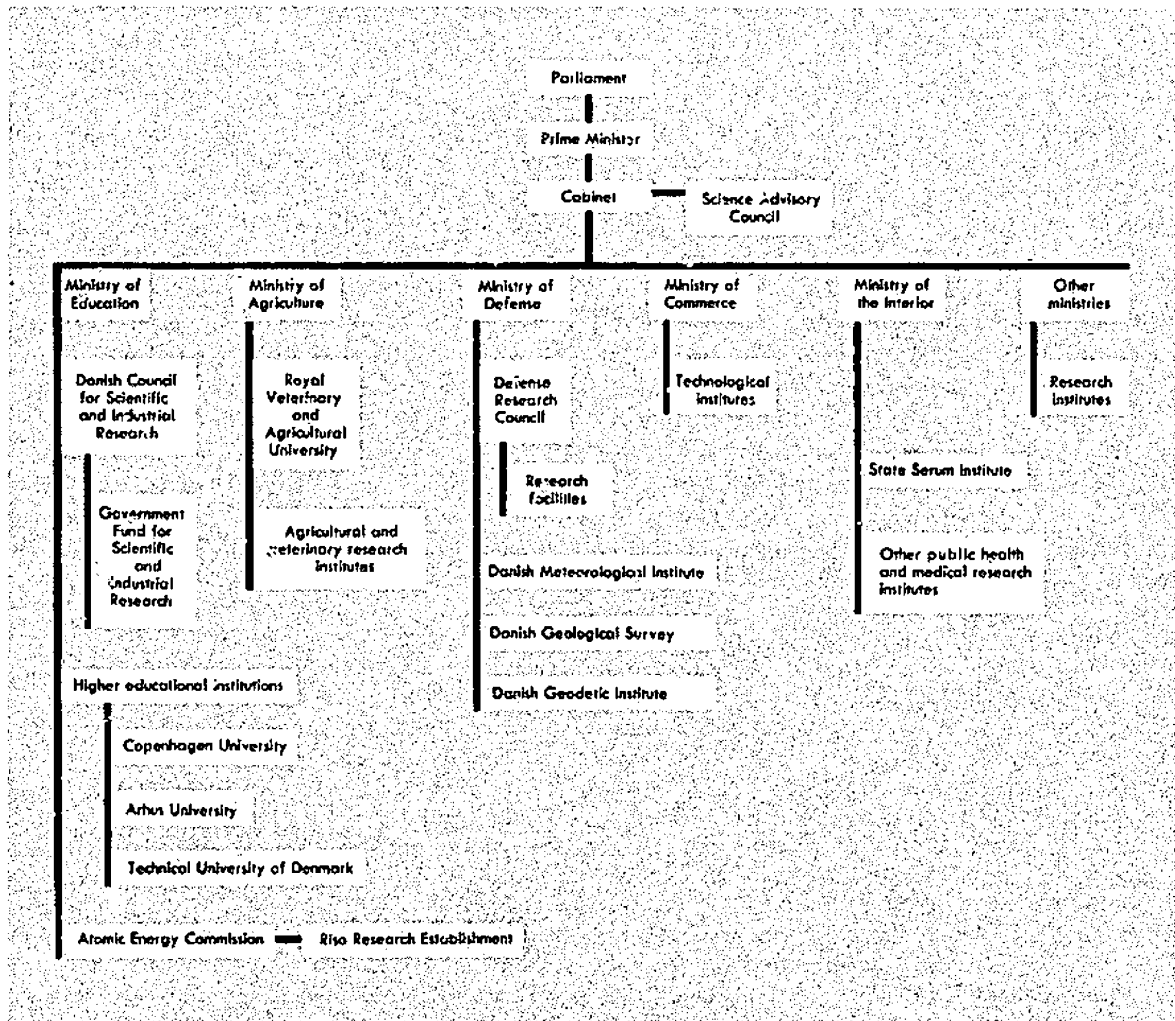 Parliament
Prime Minister
Cabinet
Science Advisory
Council
Ministry of
Education
Ministry of
Agriculture
Ministry of
Defense
Ministry of
Commerce
Ministry of
the Interior
Other
ministries
Danish Council
for Scientific
and Industrial
Research
Government
Fund for
Scientific
and
Industrial
Research
Higher educational institutions
Copenhagen University
Arhus University
Technical University of Denmark
Atomic Energy Commission
Riso Research Establishment
Royal
Veterinary
and
Agricultural
University
Agricultural and
veterinary research
institutes
Defense
Research
Council
Research
facilities
Danish Meteorological Institute
Danish Geological Survey
Danish Geodetic Institute
Technological
institutes
State Serum Institute
Other public health
and medical research
institutes
Research
institutes